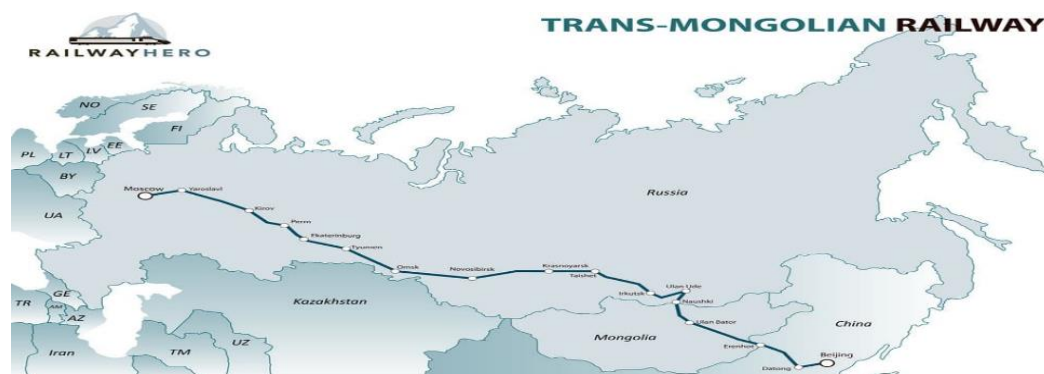 TRANS-MONGOLIAN RAILWAY
RAILWAYHERO
NO
SE
FI
EE
LV
LT
PL
BY
UA
Moscow
Yaroslavl
Kirov
Perm
Ekaterinburg
Tyumen
Omsk
Novosibirsk
Krasnoyarsk
Taishet
Irkutsk
Ulan Ude
Naushki
Ulan Bator
Erenhot
Datong
Beijing
Russia
Kazakhstan
Mongolia
China
GE
TR
AM
AZ
Iran
TM
UZ